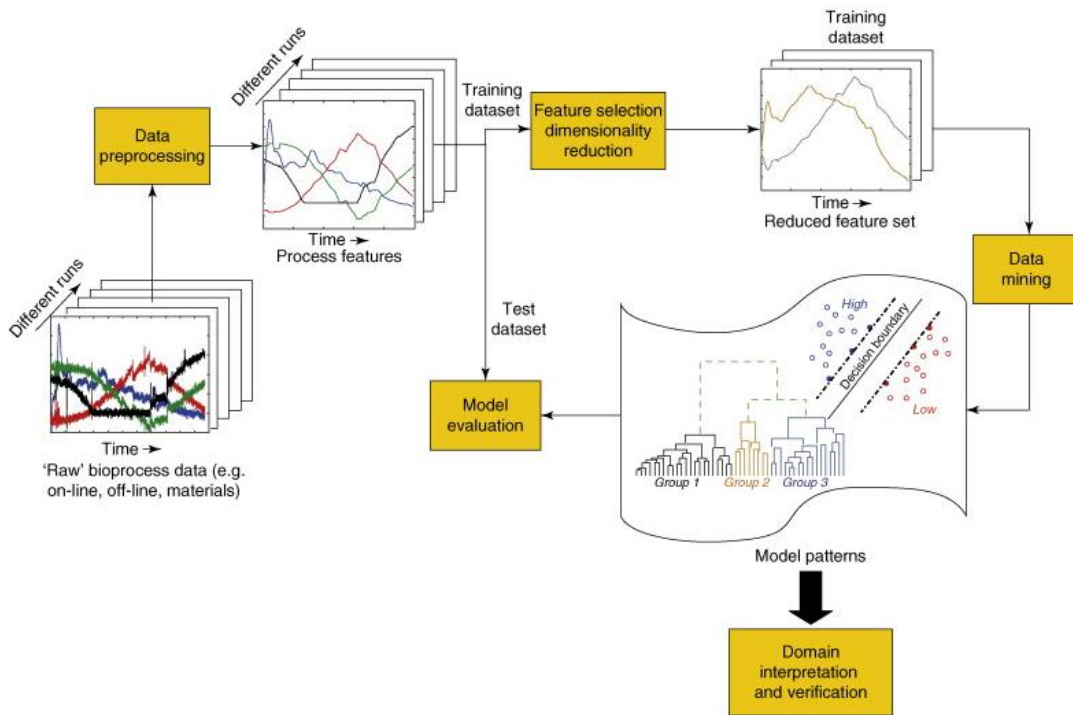 Different runs
Data
preprocessing
Different runs
Time →
Process features
Training
dataset
Feature selection
dimensionality
reduction
Training
dataset
Time →
Reduced feature set
Data
mining
Different runs
Time →
'Raw' bioprocess data (e.g.
on-line, off-line, materials)
Test
dataset
Model
evaluation
High
Decision boundary
Low
Group 1
Group 2
Group 3
Model patterns
Domain
interpretation
and verification